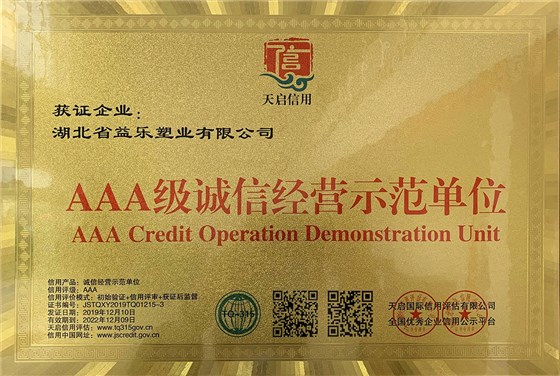 信
天启信用
获证企业：
湖北省益乐塑业有限公司
AAA级诚信经营示范单位
AAA Credit Operation Demonstration Unit
信用产品：诚信经营示范单位
信用评级：AAA
信用评价模式：初始验证+信用评审+获证后监督
证书编号：JSTQXY2019TQ01215-3
发证日期：2019年12月10日
有效期到：2022年12月09日
天启信用评估：www.tq315gov.cn
信用中国网址：www.jscredit.gov.cn
TQ-315
天启国际信用评估有限公司
全国优秀企业信用公示平台